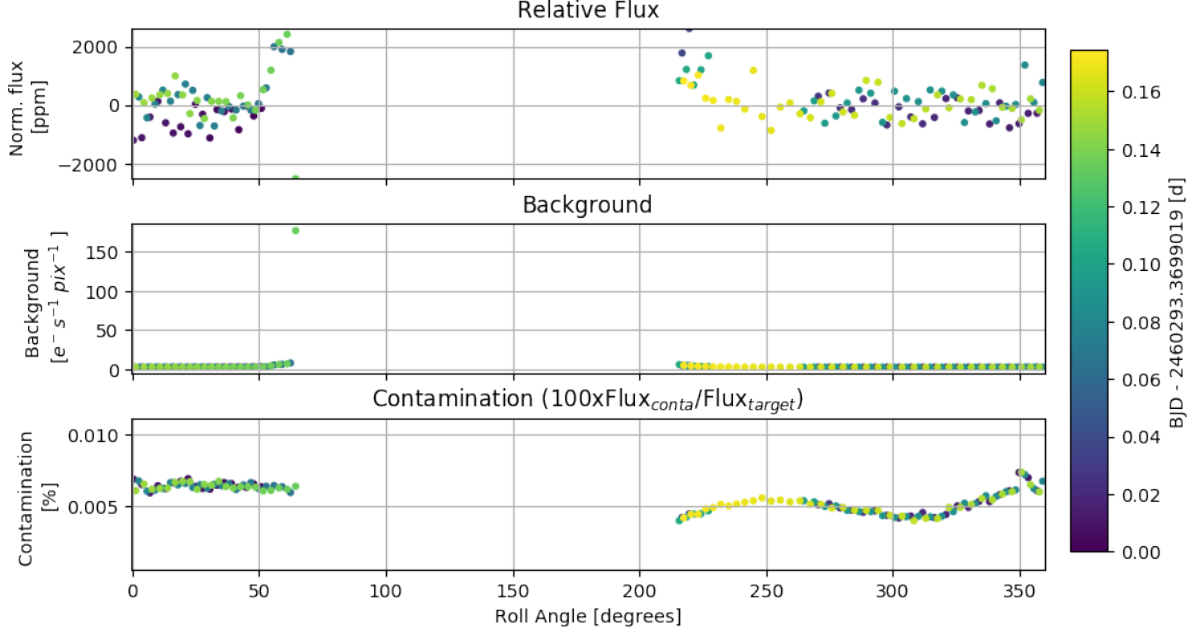 Relative Flux
Norm. flux
[ppm]
2000
0
−2000
Background
Background
[e⁻ s⁻¹ pix⁻¹ ]
150
100
50
0
Contamination (100xFlux_conta/Flux_target)
Contamination
[%]
0.010
0.005
0
50
100
150
200
250
300
350
Roll Angle [degrees]
0.16
0.14
0.12
0.10
0.08
0.06
0.04
0.02
0.00
BJD - 2460293.3699019 [d]